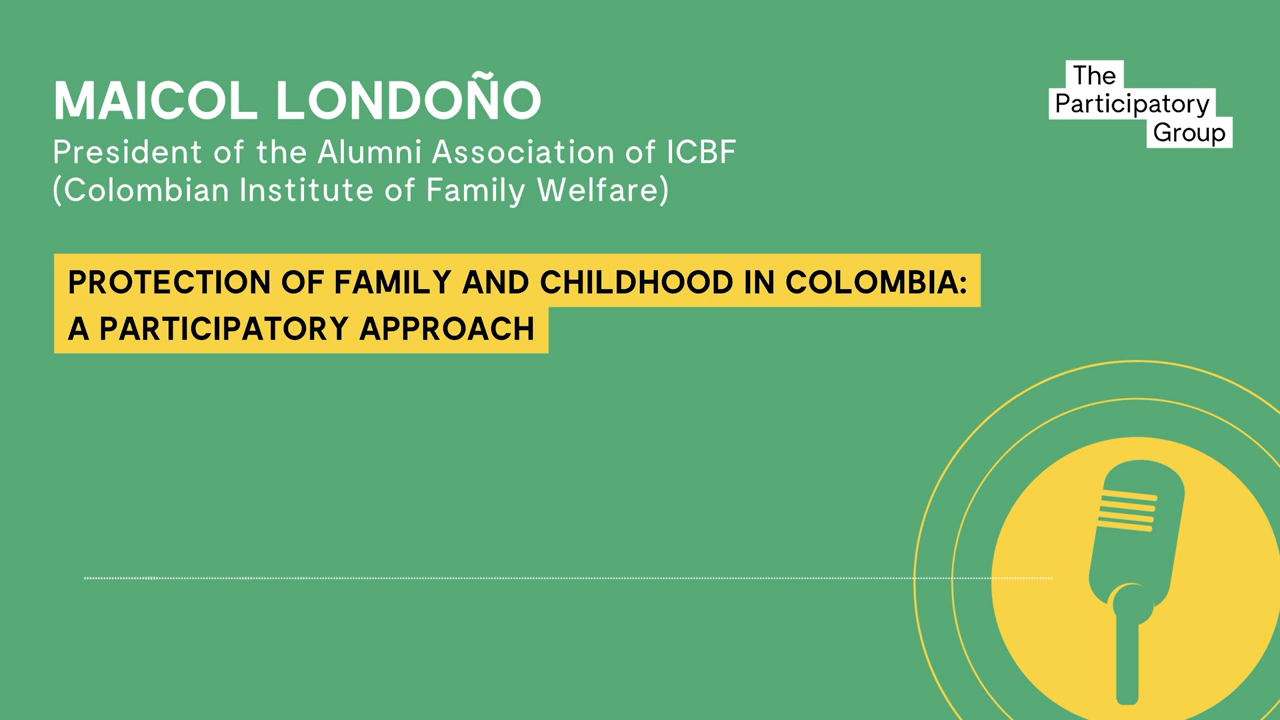 MAICOL LONDOÑO
President of the Alumni Association of ICBF
(Colombian Institute of Family Welfare)
The
Participatory
Group
PROTECTION OF FAMILY AND CHILDHOOD IN COLOMBIA:
A PARTICIPATORY APPROACH